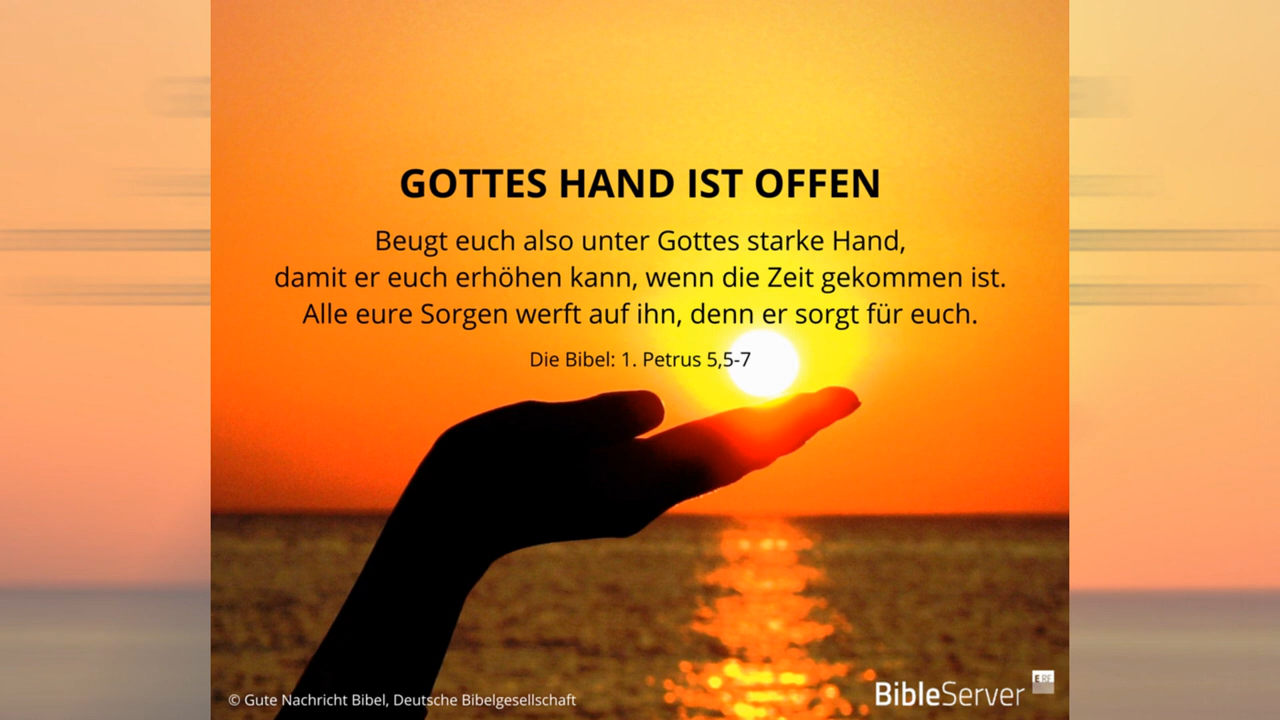 GOTTES HAND IST OFFEN
Beugt euch also unter Gottes starke Hand,
damit er euch erhöhen kann, wenn die Zeit gekommen ist.
Alle eure Sorgen werft auf ihn, denn er sorgt für euch.
Die Bibel: 1. Petrus 5,5-7
© Gute Nachricht Bibel, Deutsche Bibelgesellschaft
BibleServer
ERF